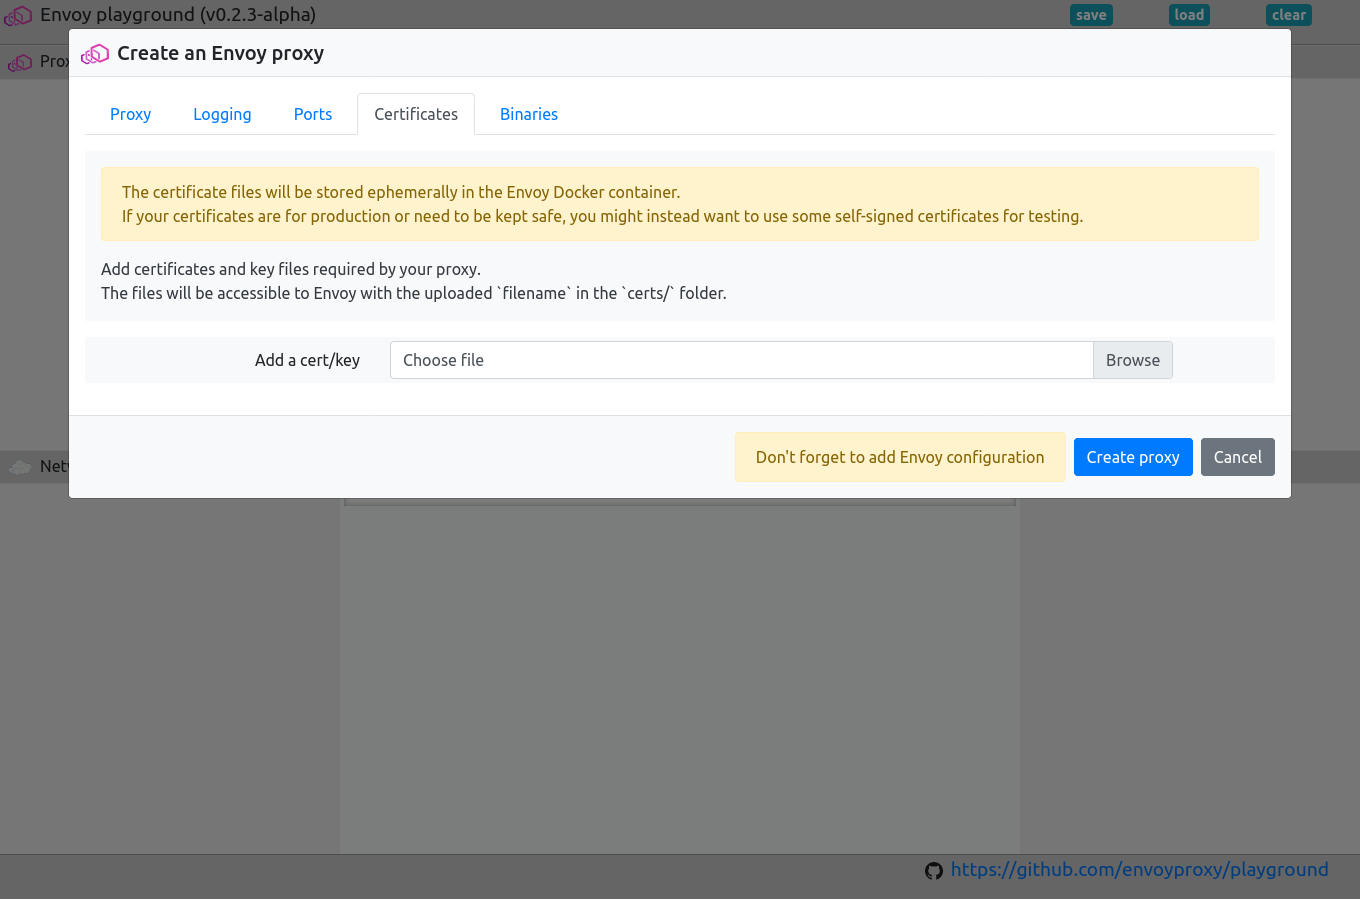 Envoy playground (v0.2.3-alpha)
save
load
clear
Create an Envoy proxy
Proxy
Logging
Ports
Certificates
Binaries
The certificate files will be stored ephemerally in the Envoy Docker container.
If your certificates are for production or need to be kept safe, you might instead want to use some self-signed certificates for testing.
Add certificates and key files required by your proxy.
The files will be accessible to Envoy with the uploaded `filename` in the `certs/` folder.
Add a cert/key
Choose file
Browse
Don't forget to add Envoy configuration
Create proxy
Cancel
https://github.com/envoyproxy/playground